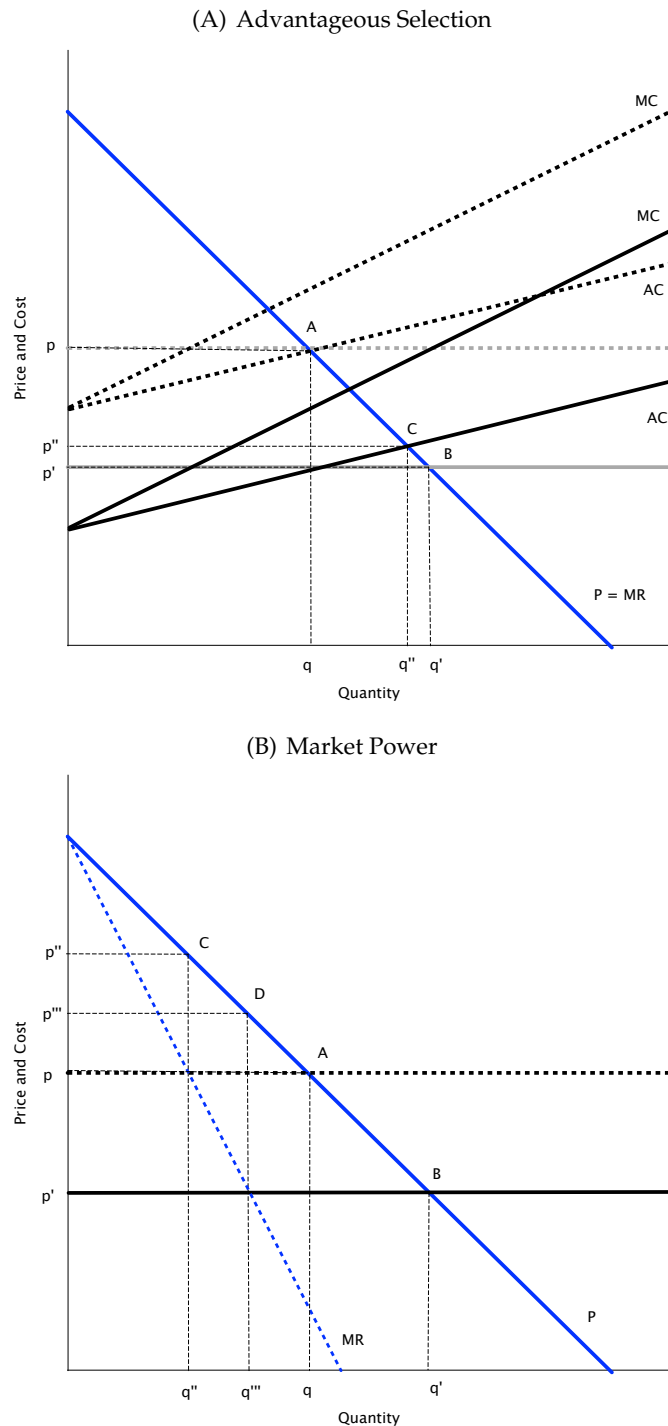 (A) Advantageous Selection
MC
MC
AC
A
p
Price and Cost
C
p"
B
AC
p'
P = MR
q
q"
q'
Quantity
(B) Market Power
C
p"
D
p'''
A
p
Price and Cost
B
p'
P
MR
q"
q'''
q
q'
Quantity